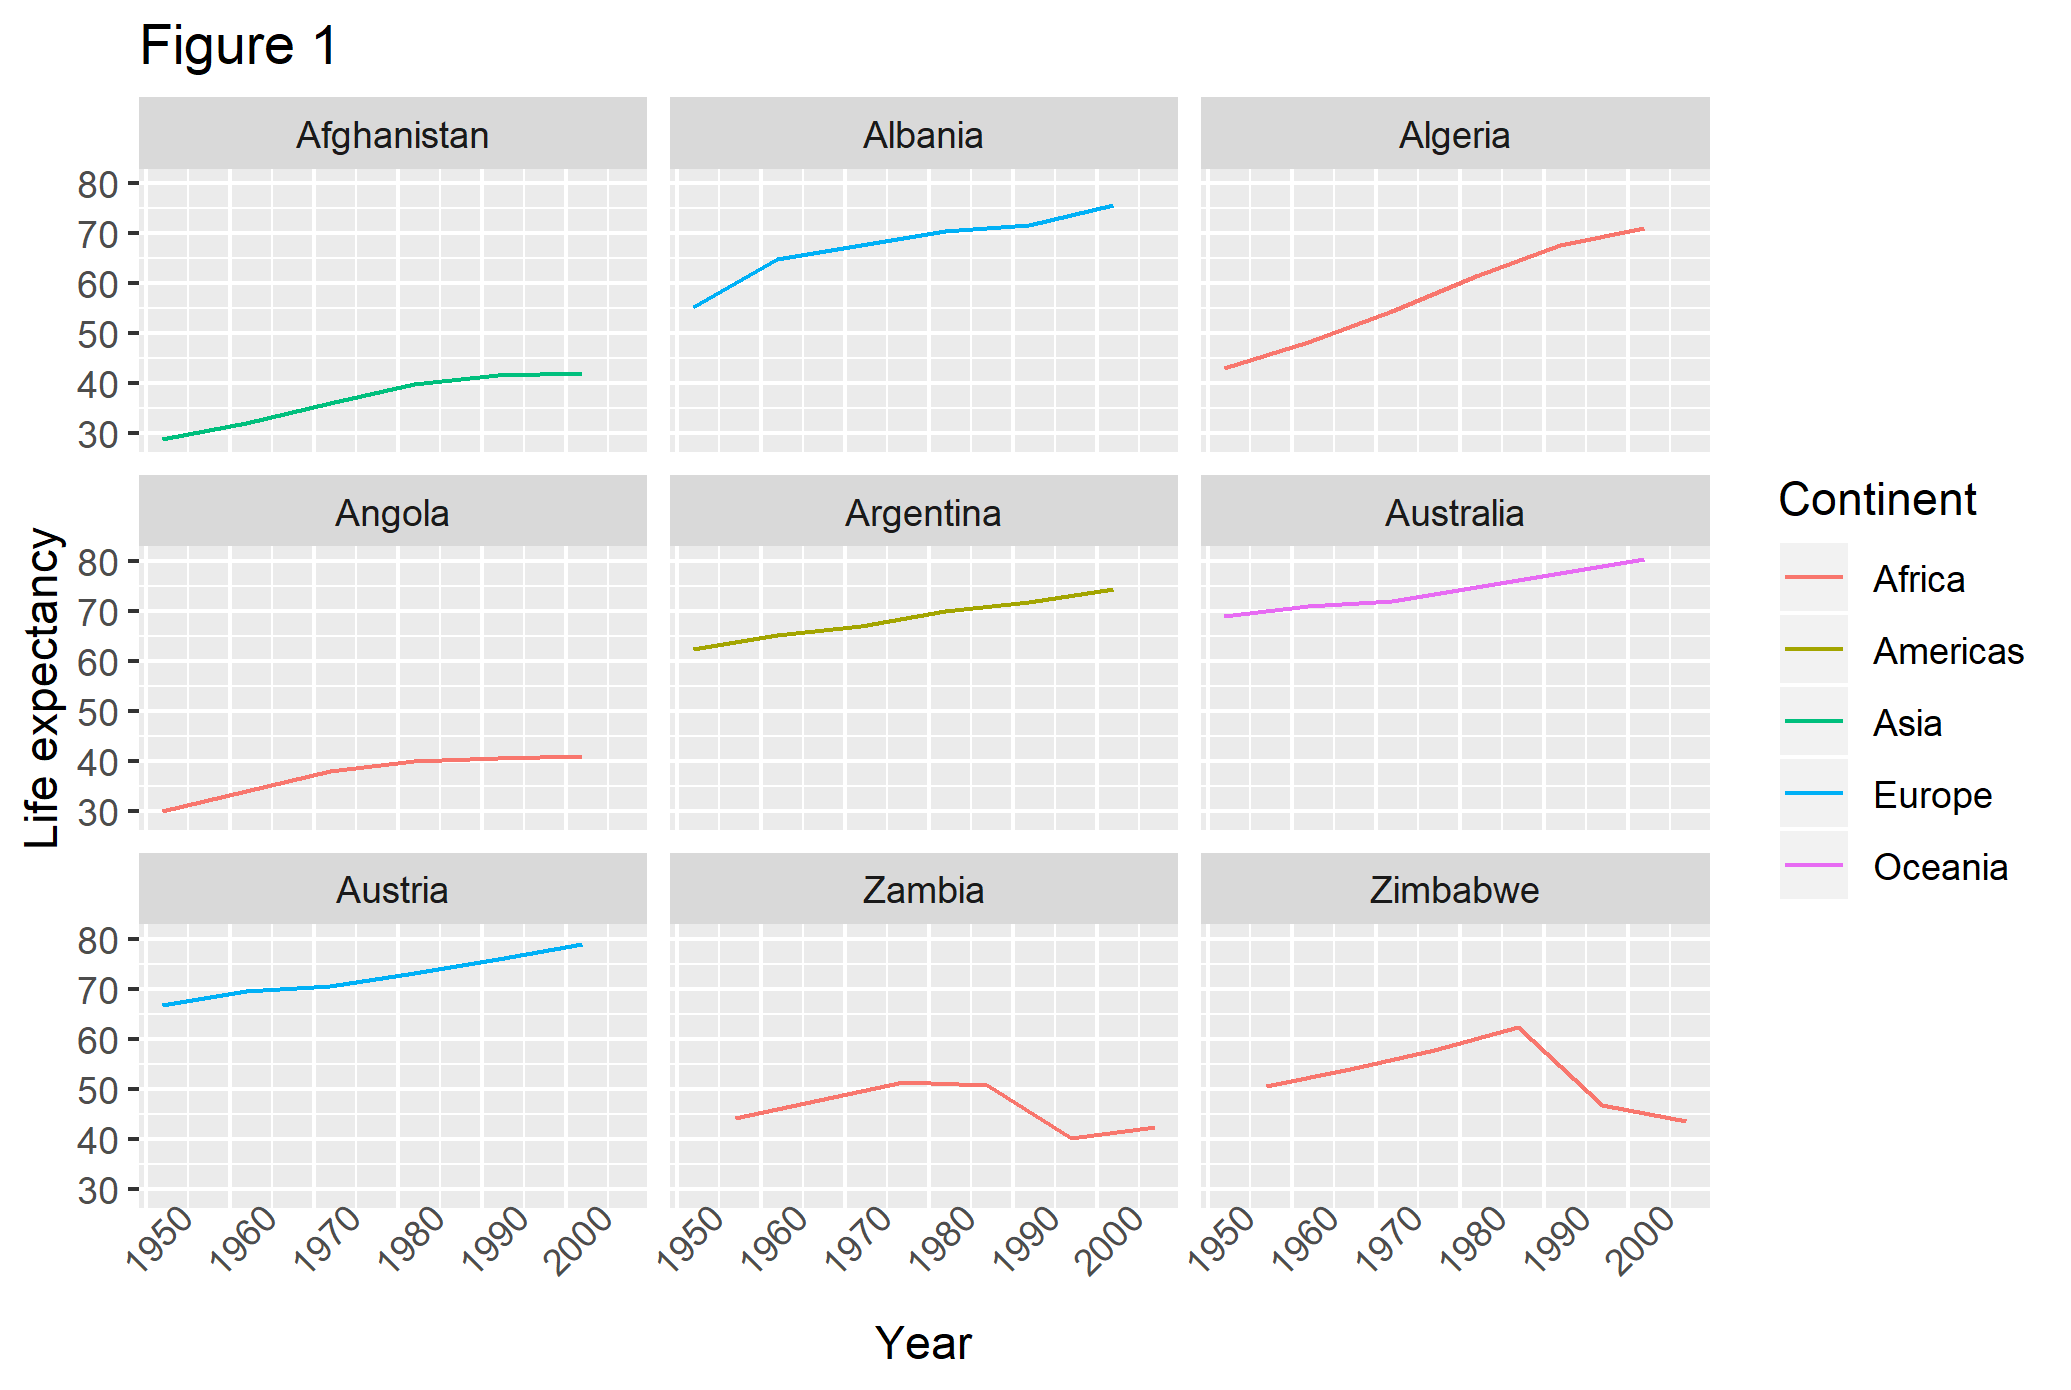 Figure 1
Afghanistan Albania Algeria
80
70
60
50
40
30
Angola Argentina Australia
80
70
60
50
40
30
Austria Zambia Zimbabwe
80
70
60
50
40
30
1950 1960 1970 1980 1990 2000 1950 1960 1970 1980 1990 2000 1950 1960 1970 1980 1990 2000
Year
Life expectancy
Continent
Africa
Americas
Asia
Europe
Oceania